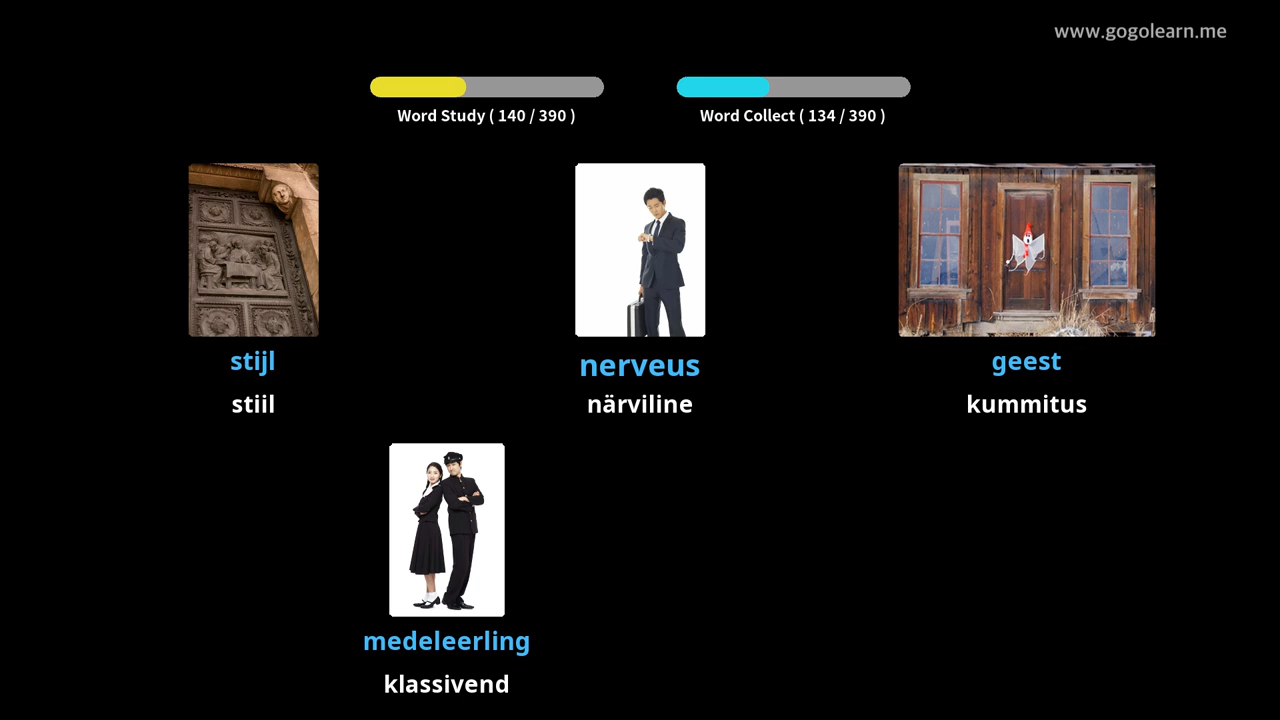 www.gogolearn.me
Word Study ( 140 / 390 )
Word Collect ( 134 / 390 )
stijl
stiil
nerveus
närviline
geest
kummitus
medeleerling
klassivend